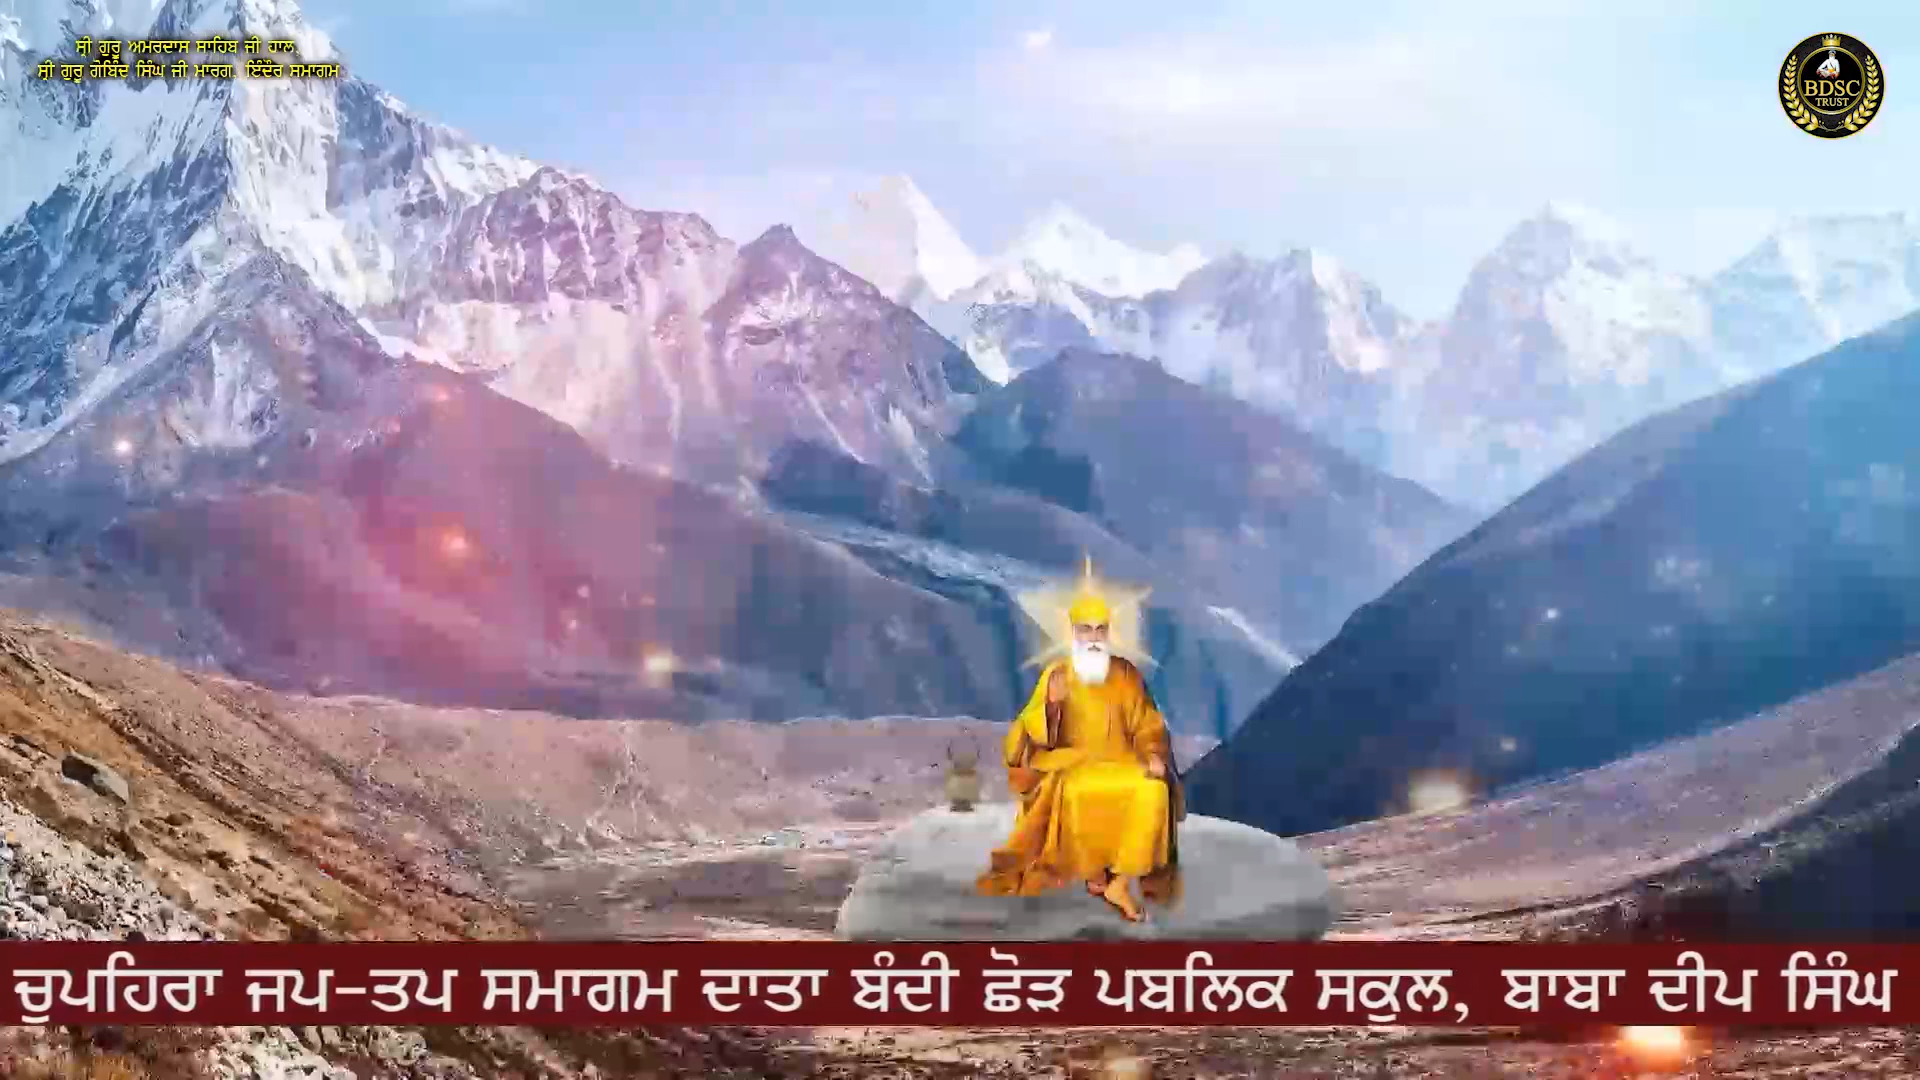 ਸ੍ਰੀ ਗੁਰੂ ਅਮਰਦਾਸ ਸਾਹਿਬ ਜੀ ਹਾਲ,
ਸ੍ਰੀ ਗੁਰੂ ਗੋਬਿੰਦ ਸਿੰਘ ਜੀ ਮਾਰਗ, ਇੰਦੌਰ ਸਮਾਗਮ
BDSC
TRUST
ਚੁਪਹਿਰਾ ਜਪ-ਤਪ ਸਮਾਗਮ ਦਾਤਾ ਬੰਦੀ ਛੋੜ ਪਬਲਿਕ ਸਕੂਲ, ਬਾਬਾ ਦੀਪ ਸਿੰਘ